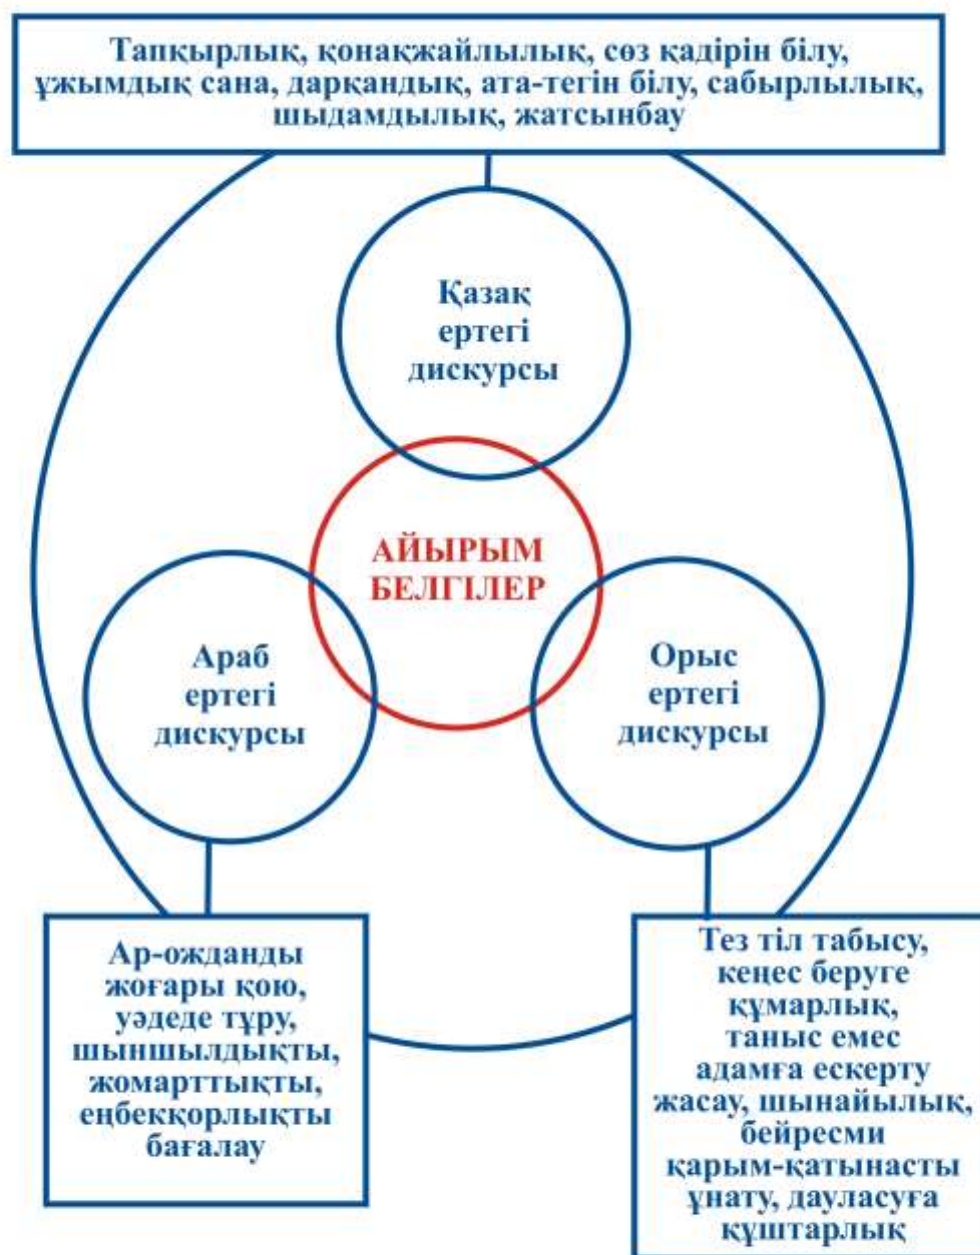 Тапқырлық, қонақжайлылық, сөз қадірін білу,
ұжымдық сана, дарқандық, ата-тегін білу, сабырлылық,
шыдамдылық, жатсынбау
Қазақ
ертегі
дискурсы
АЙЫРЫМ
БЕЛГІЛЕР
Араб
ертегі
дискурсы
Орыс
ертегі
дискурсы
Ар-ожданды
жоғары қою,
уәдеде тұру,
шыншылдықты,
жомарттықты,
еңбекқорлықты
бағалау
Тез тіл табысу,
кеңес беруге
құмарлық,
таныс емес
адамға ескерту
жасау, шынайылық,
бейресми
қарым-қатынасты
ұнату, дауласуға
құштарлық